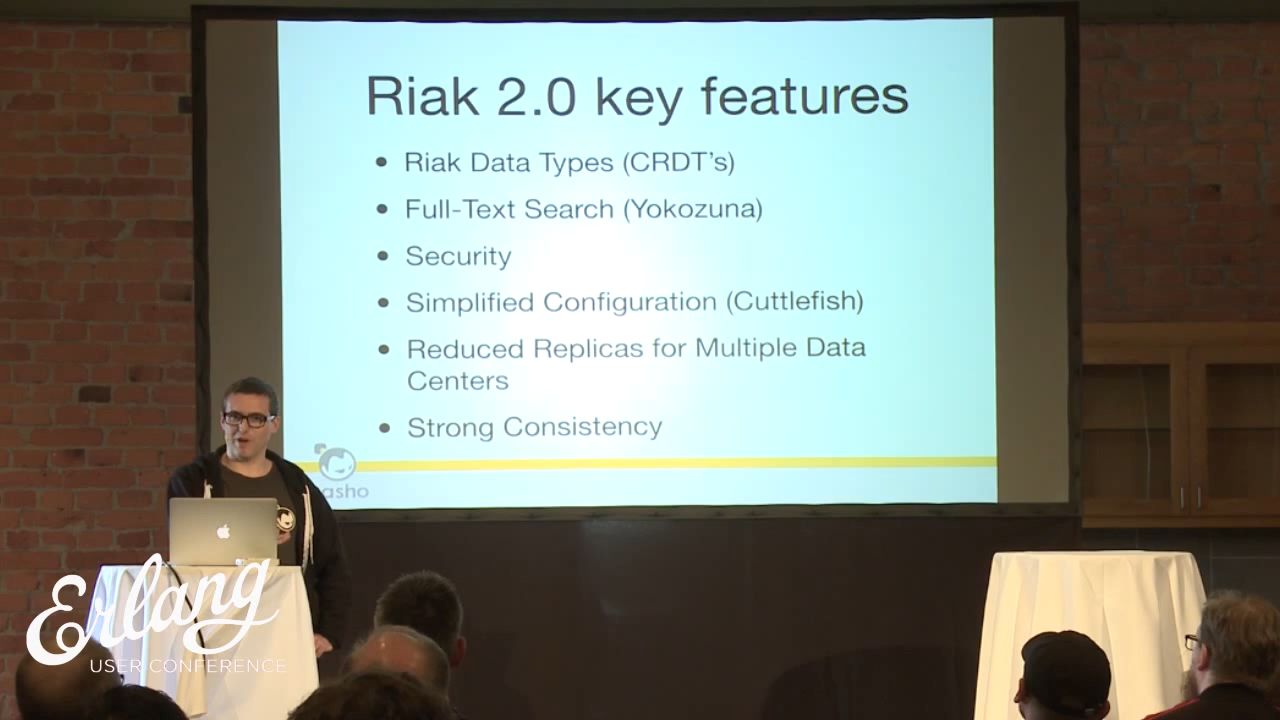 Riak 2.0 key features
• Riak Data Types (CRDT's)
• Full-Text Search (Yokozuna)
• Security
• Simplified Configuration (Cuttlefish)
• Reduced Replicas for Multiple Data
Centers
• Strong Consistency
asho
Erlang
USER CONFERENCE